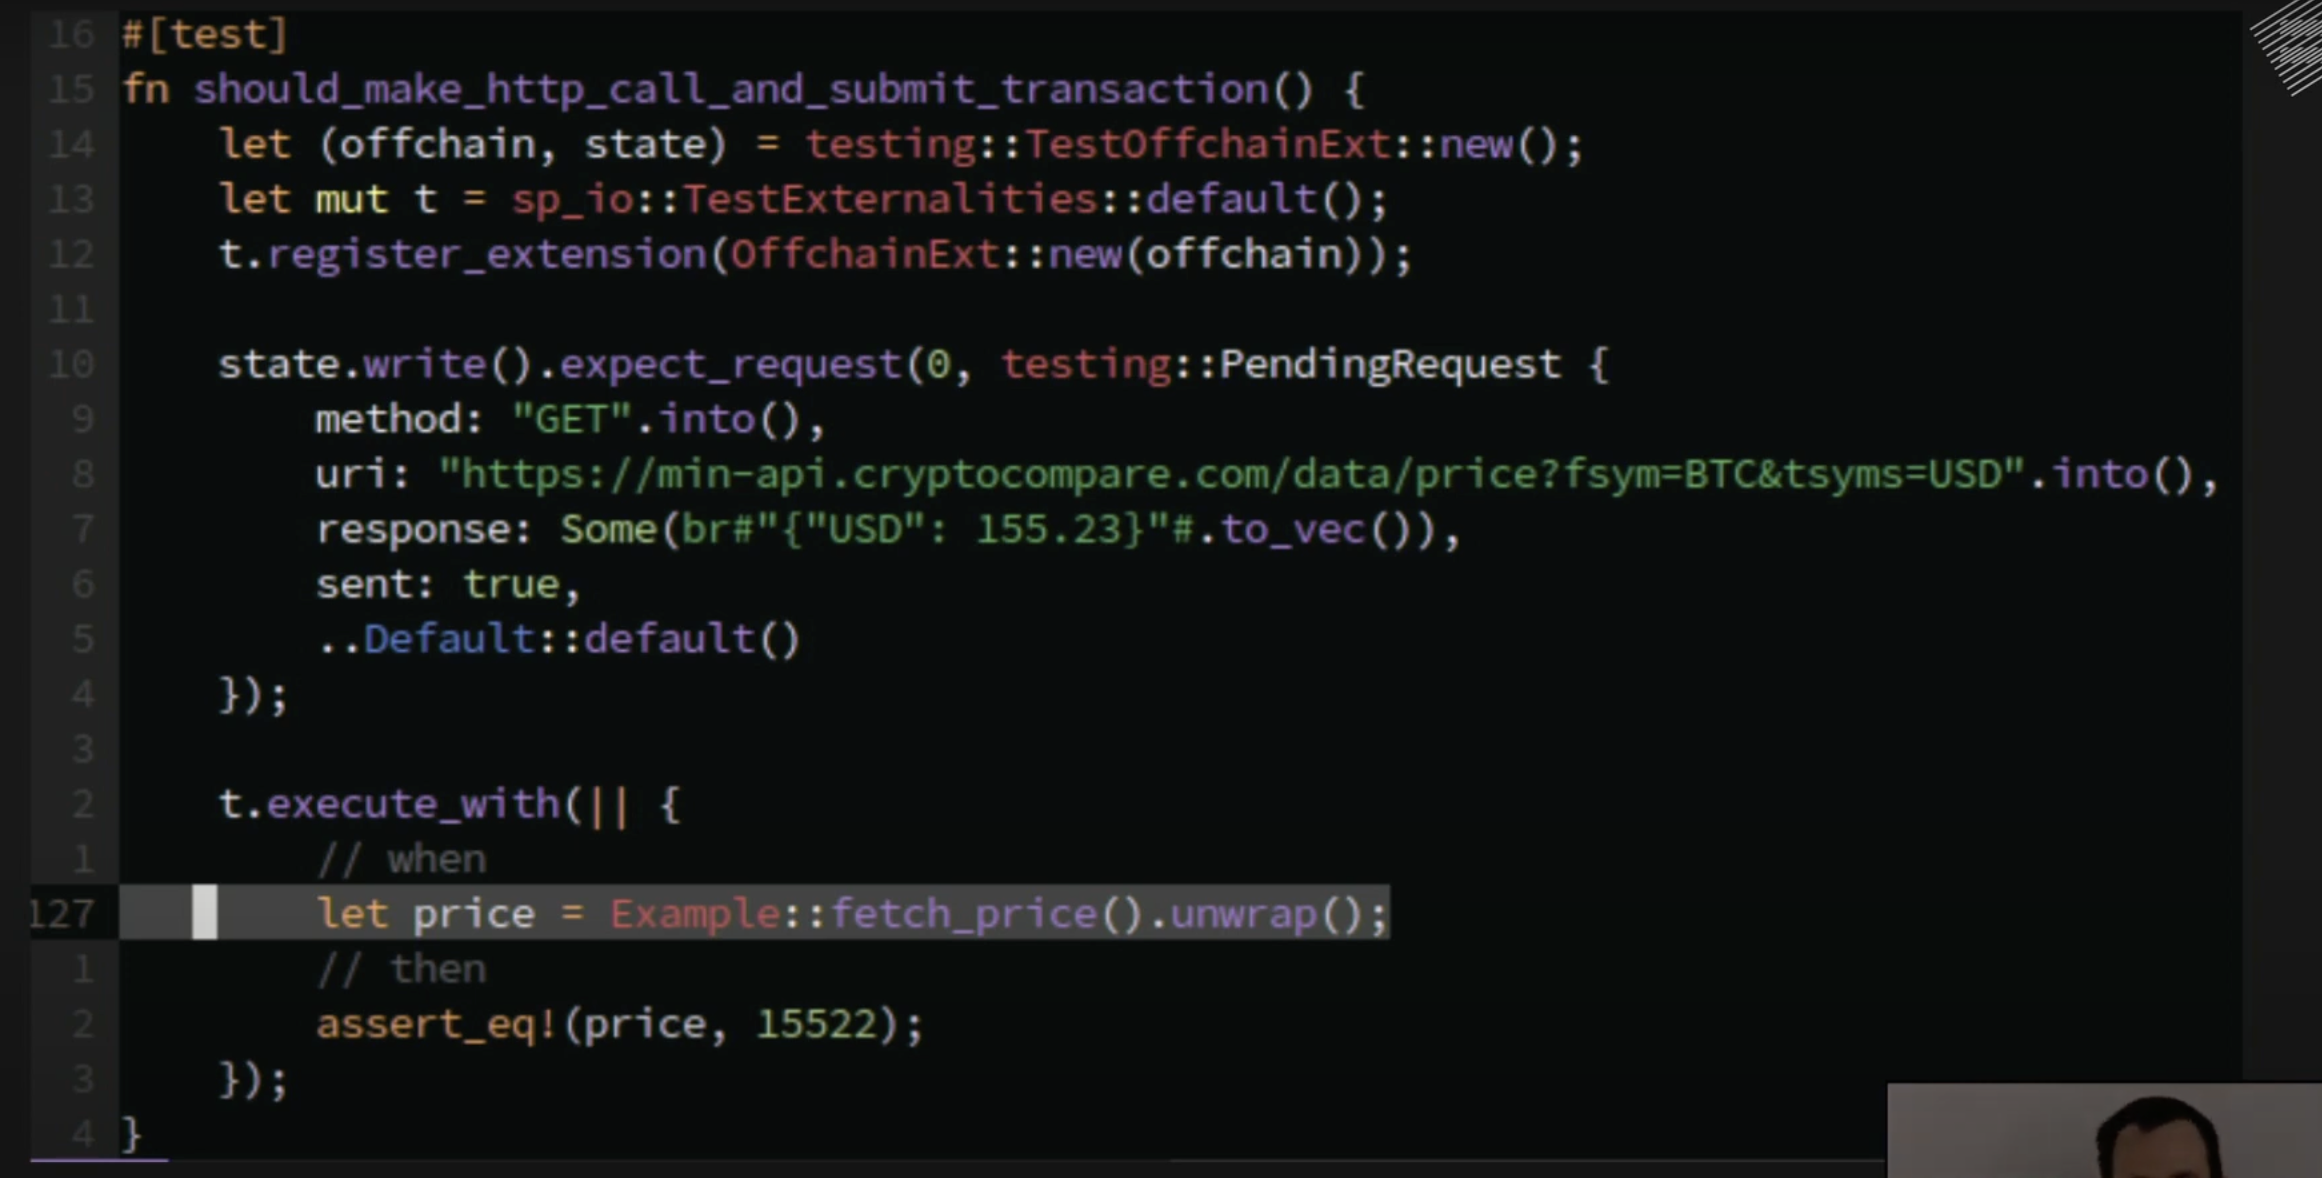 16 #[test]
15 fn should_make_http_call_and_submit_transaction() {
14     let (offchain, state) = testing::TestOffchainExt::new();
13     let mut t = sp_io::TestExternalities::default();
12     t.register_extension(OffchainExt::new(offchain));
11
10     state.write().expect_request(0, testing::PendingRequest {
9         method: "GET".into(),
8         uri: "https://min-api.cryptocompare.com/data/price?fsym=BTC&tsyms=USD".into(),
7         response: Some(br#"{"USD": 155.23}"#.to_vec()),
6         sent: true,
5         ..Default::default()
4     });
3
2     t.execute_with(|| {
1         // when
127         let price = Example::fetch_price().unwrap();
1         // then
2         assert_eq!(price, 15522);
3     });
4 }